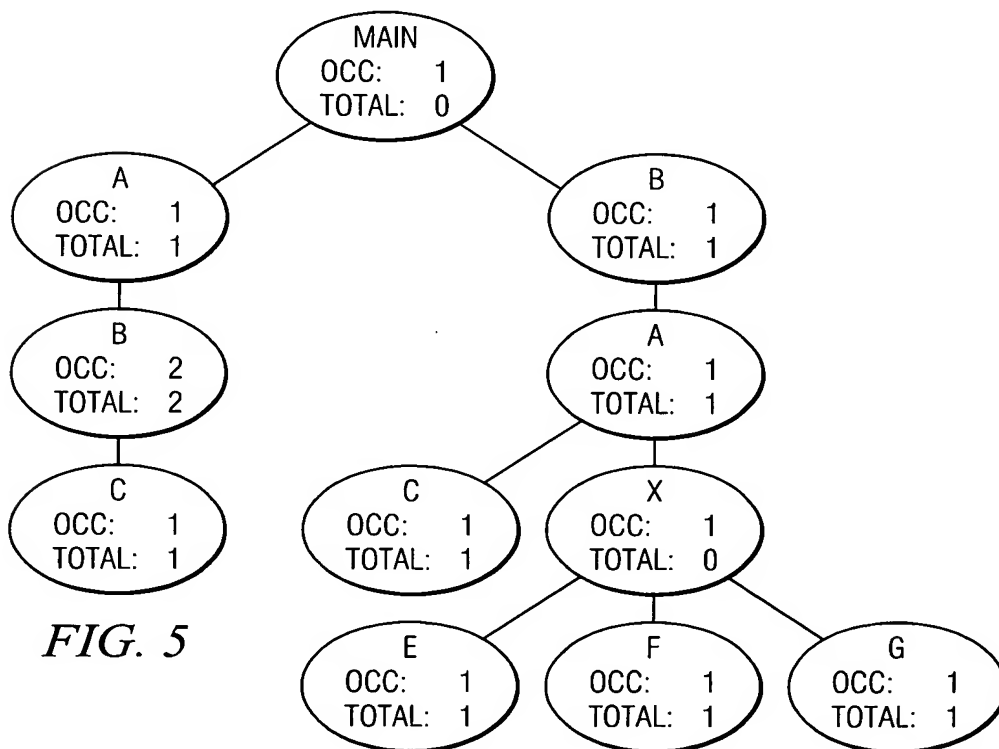 MAIN
OCC: 1
TOTAL: 0
A
OCC: 1
TOTAL: 1
B
OCC: 1
TOTAL: 1
B
OCC: 2
TOTAL: 2
A
OCC: 1
TOTAL: 1
C
OCC: 1
TOTAL: 1
C
OCC: 1
TOTAL: 1
X
OCC: 1
TOTAL: 0
FIG. 5
E
OCC: 1
TOTAL: 1
F
OCC: 1
TOTAL: 1
G
OCC: 1
TOTAL: 1